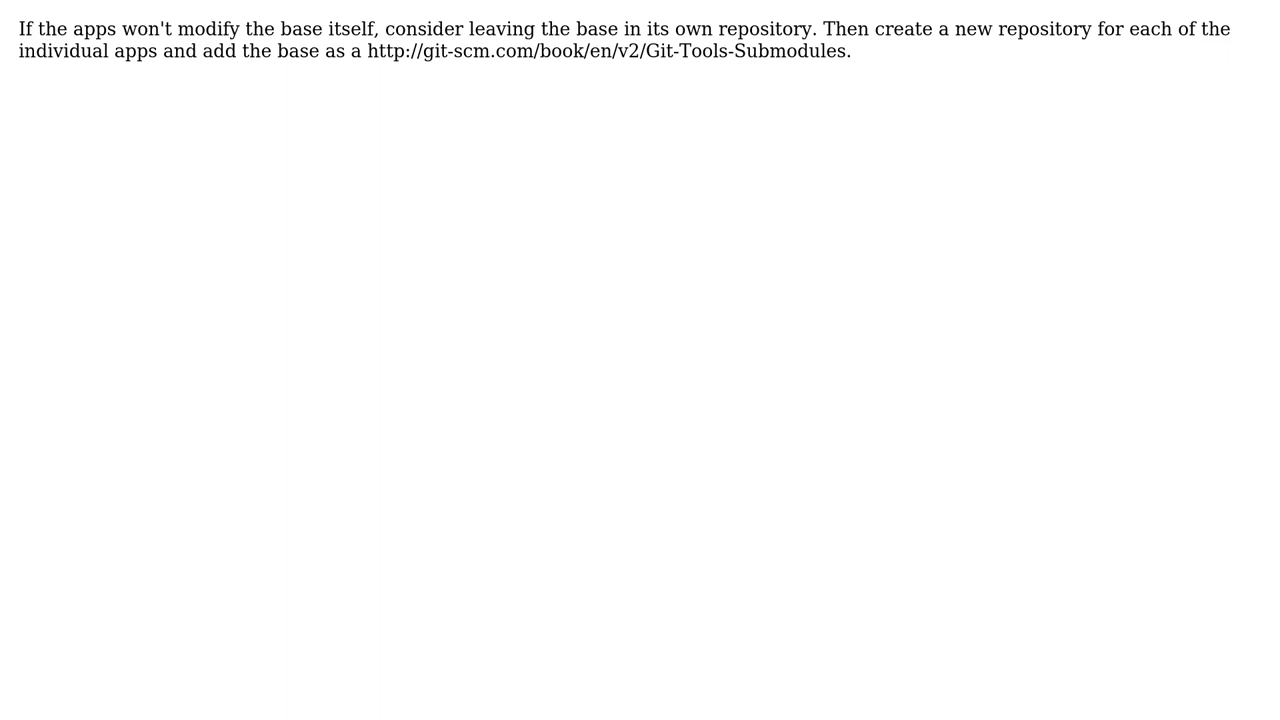 If the apps won't modify the base itself, consider leaving the base in its own repository. Then create a new repository for each of the
individual apps and add the base as a http://git-scm.com/book/en/v2/Git-Tools-Submodules.